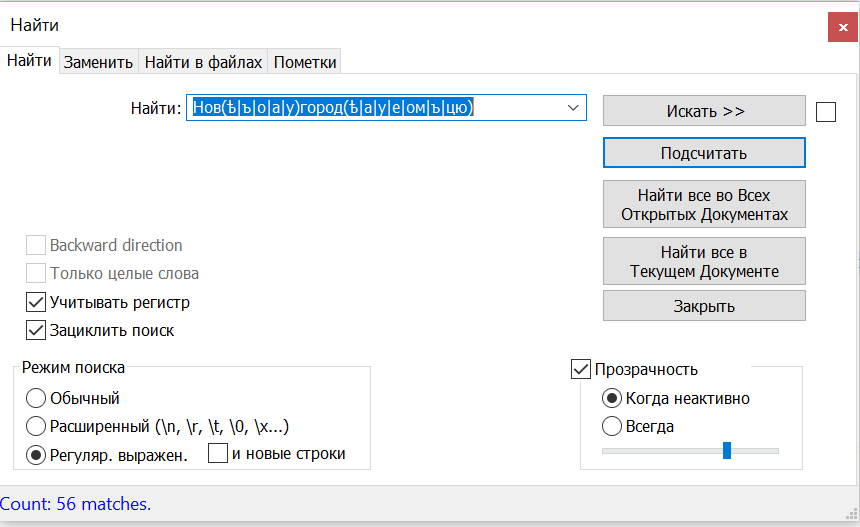 Найти
Найти
Заменить
Найти в файлах
Пометки
Найти:
Нов(ѣ|ъ|о|а|у)город(ѣ|а|у|е|ом|ъ|цю)
Искать >>
Подсчитать
Найти все во Всех
Открытых Документах
Найти все в
Текущем Документе
Закрыть
Backward direction
Только целые слова
Учитывать регистр
Зациклить поиск
Режим поиска
Обычный
Расширенный (\n, \r, \t, \0, \x...)
Регуляр. выражен.
и новые строки
Прозрачность
Когда неактивно
Всегда
Count: 56 matches.